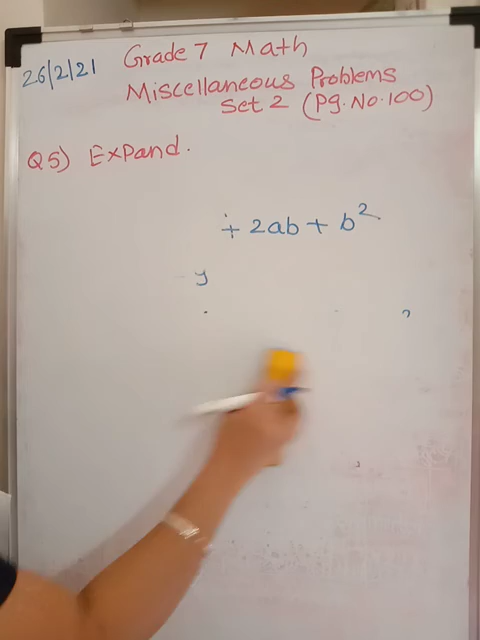 26/2/21 Grade 7 Math
Miscellaneous Problems
Set 2 (Pg.No.100)
Q5) Expand.
+ 2ab + b²
y